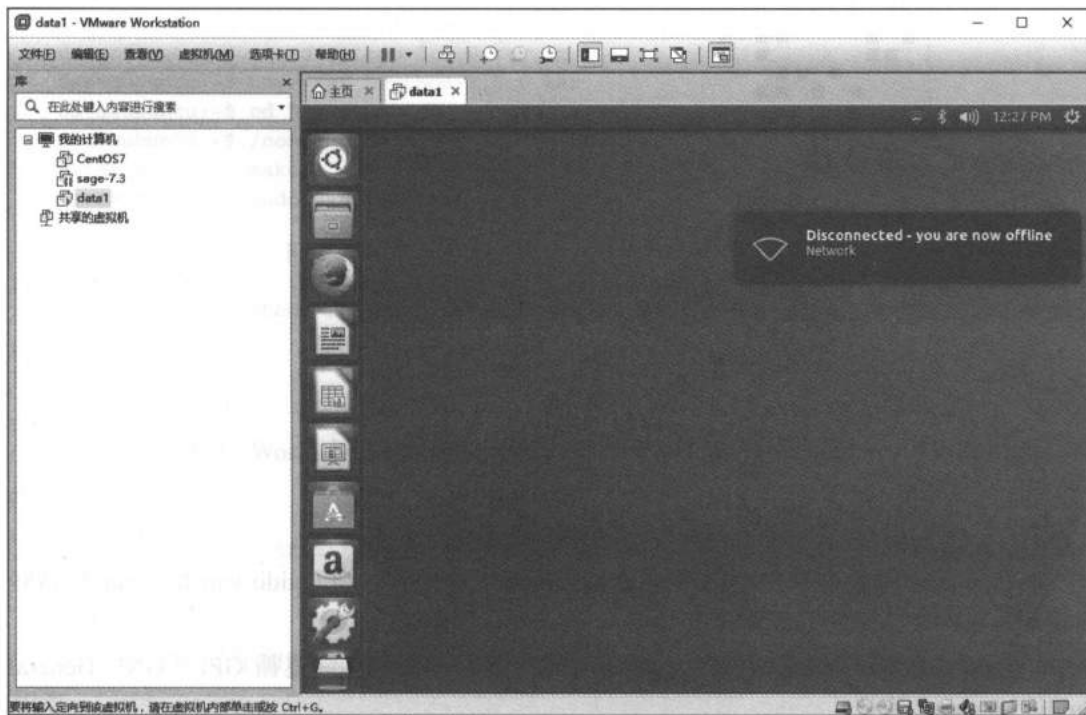 data1 - VMware Workstation
文件(F) 编辑(E) 查看(V) 虚拟机(M) 选项卡(T) 帮助(H)
库
在此处键入内容进行搜索
我的计算机
CentOS7
sage-7.3
data1
共享的虚拟机
主页
data1
12:27 PM
Disconnected - you are now offline
Network
要将输入定向到该虚拟机，请在虚拟机内部单击或按 Ctrl+G。